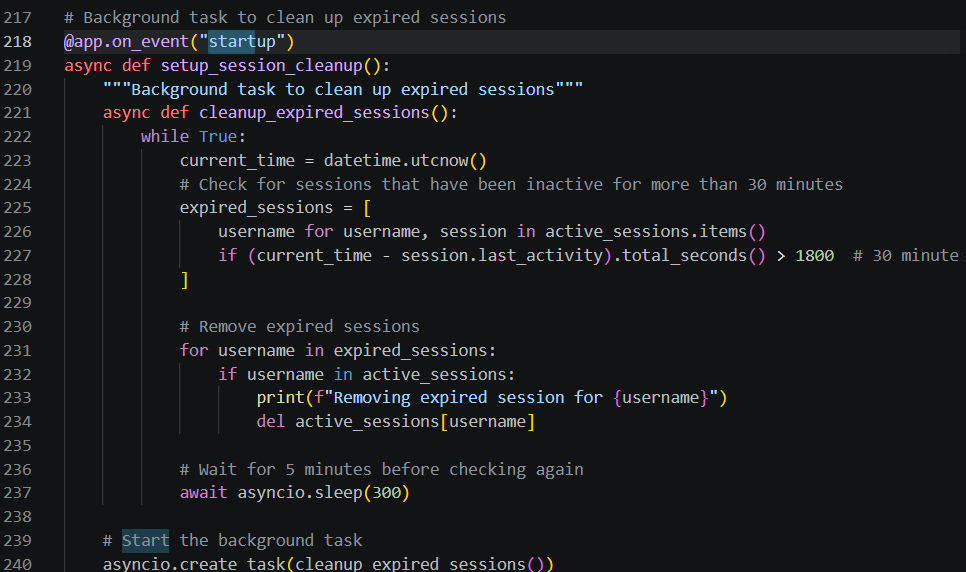 217 # Background task to clean up expired sessions
218 @app.on_event("startup")
219 async def setup_session_cleanup():
220 """Background task to clean up expired sessions"""
221 async def cleanup_expired_sessions():
222 while True:
223 current_time = datetime.utcnow()
224 # Check for sessions that have been inactive for more than 30 minutes
225 expired_sessions = [
226 username for username, session in active_sessions.items()
227 if (current_time - session.last_activity).total_seconds() > 1800 # 30 minute
228 ]
229
230 # Remove expired sessions
231 for username in expired_sessions:
232 if username in active_sessions:
233 print(f"Removing expired session for {username}")
234 del active_sessions[username]
235
236 # Wait for 5 minutes before checking again
237 await asyncio.sleep(300)
238
239 # Start the background task
240 asyncio.create_task(cleanup_expired_sessions())